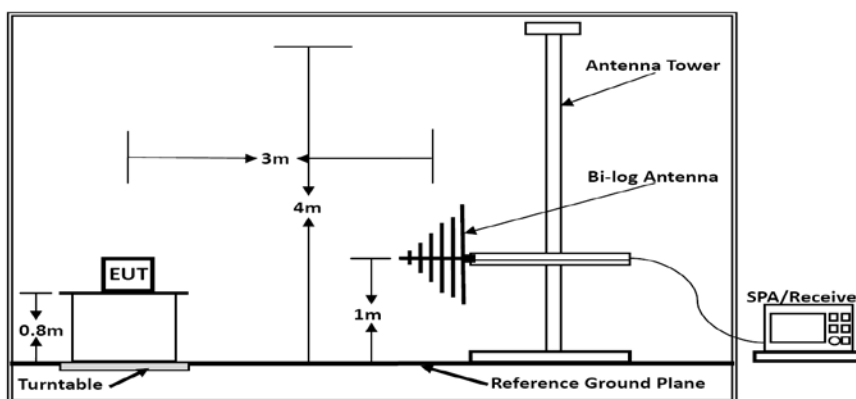 Antenna Tower
3m
Bi-log Antenna
4m
EUT
SPA/Receive
0.8m
1m
Turntable
Reference Ground Plane